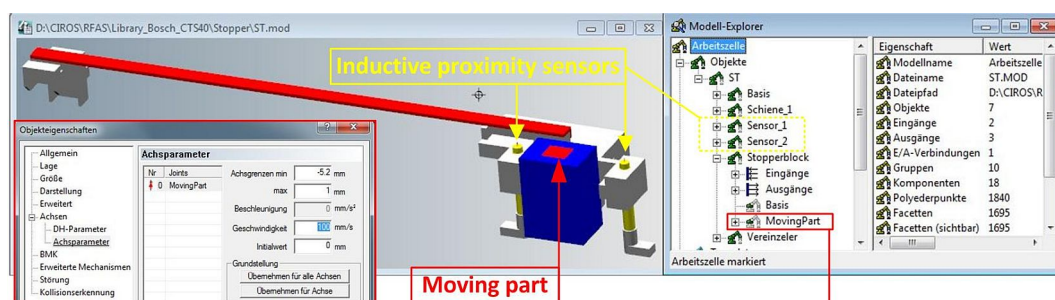 D:\CIROS\RFAS\Library_Bosch_CTS40\Stopper\ST.mod
Inductive proximity sensors
Moving part
Objekteigenschaften
Allgemein
Lage
Größe
Darstellung
Erweitert
Achsen
DH-Parameter
Achsparameter
BMK
Erweiterte Mechanismen
Störung
Kollisionserkennung
Achsparameter
Nr Joints
0 MovingPart
Achsgrenzen min -5.2 mm
max 1 mm
Beschleunigung 0 mm/s²
Geschwindigkeit 100 mm/s
Initialwert 0 mm
Grundstellung
Übernehmen für alle Achsen
Übernehmen für Achse
Modell-Explorer
Arbeitszelle
Objekte
ST
Basis
Schiene_1
Sensor_1
Sensor_2
Stopperblock
Eingänge
Ausgänge
Basis
MovingPart
Vereinzeler
Eigenschaft Wert
Modellname Arbeitszelle
Dateiname ST.MOD
Dateipfad D:\CIROS\R
Objekte 7
Eingänge 2
Ausgänge 3
E/A-Verbindungen 1
Gruppen 10
Komponenten 18
Polyederpunkte 1840
Facetten 1695
Facetten (sichtbar) 1695
Arbeitszelle markiert